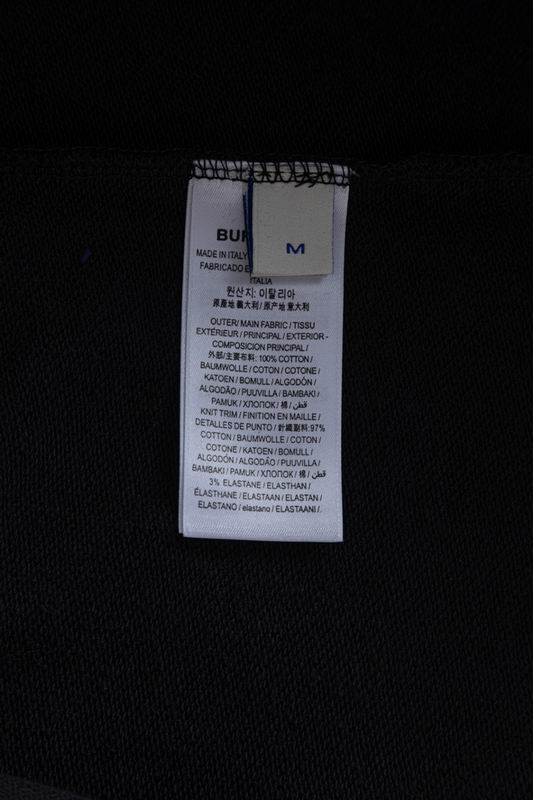 M
BUR
MADE IN ITALY
FABRICADO E
ITALIA
원산지: 이탈리아
原產地 義大利 / 原产地 意大利
OUTER/ MAIN FABRIC / TISSU
EXTÉRIEUR / PRINCIPAL / EXTERIOR -
COMPOSICION PRINCIPAL /
外部/主要布料: 100% COTTON /
BAUMWOLLE / COTON / COTONE /
KATOEN / BOMULL / ALGODÓN /
ALGODÃO / PUUVILLA / BAMBAKI /
PAMUK / ХЛОПОК / 棉 / قطن /
KNIT TRIM / FINITION EN MAILLE /
DETALLES DE PUNTO / 針織副料: 97%
COTTON / BAUMWOLLE / COTON /
COTONE / KATOEN / BOMULL /
ALGODÓN / ALGODÃO / PUUVILLA /
BAMBAKI / PAMUK / ХЛОПОК / 棉 / قطن
3% ELASTANE / ELASTHAN /
ÉLASTHANE / ELASTAAN / ELASTAN /
ELASTANO / elastano / ELASTAANI /